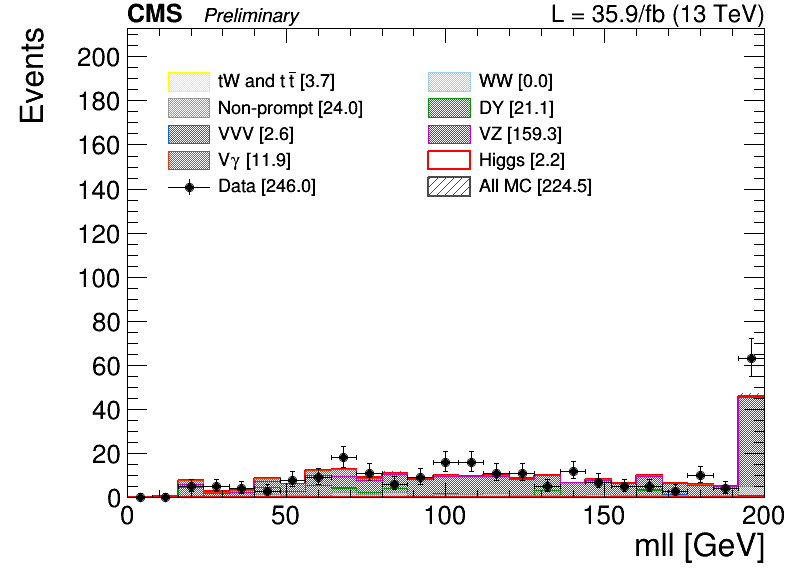 CMS Preliminary L = 35.9/fb (13 TeV)
Events
200
180
160
140
120
100
80
60
40
20
0
tW and t t̅ [3.7] WW [0.0]
Non-prompt [24.0] DY [21.1]
VVV [2.6] VZ [159.3]
Vγ [11.9] Higgs [2.2]
Data [246.0] All MC [224.5]
0 50 100 150 200
mll [GeV]